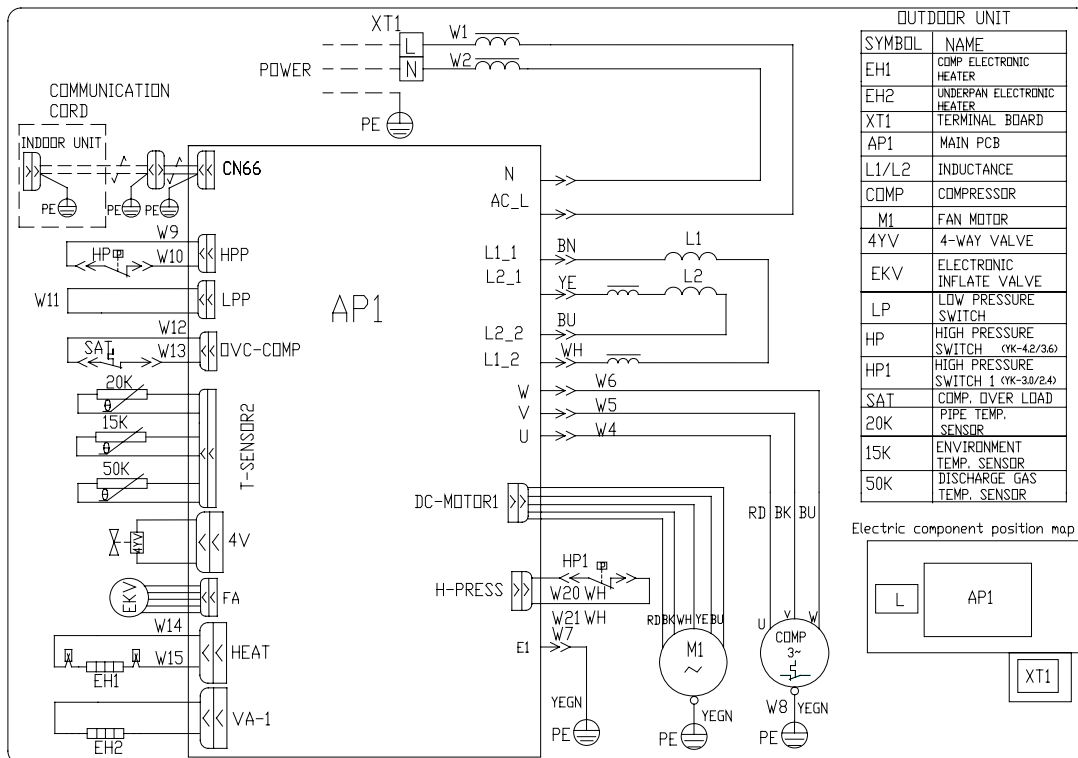 XT1
L
W1
W2
POWER
N
PE
COMMUNICATION
CORD
INDOOR UNIT
CN66
PE
PE
PE
W9
HP
W10
HPP
W11
LPP
W12
SAT
W13
OVC-COMP
20K
θ
15K
θ
50K
θ
T-SENSOR2
4YV
4V
EKV
FA
W14
W15
HEAT
EH1
VA-1
EH2
AP1
N
AC_L
L1_1
BN
L1
L2_1
YE
L2
L2_2
BU
L1_2
WH
W
W6
V
W5
U
W4
DC-MOTOR1
RD BK BU
H-PRESS
HP1
W20 WH
W21 WH
E1
W7
YEGN
PE
RD BK WH YE BU
M1
~
YEGN
PE
U V W
COMP
3~
W8 YEGN
PE
OUTDOOR UNIT
SYMBOL NAME
EH1 COMP ELECTRONIC
HEATER
EH2 UNDERPAN ELECTRONIC
HEATER
XT1 TERMINAL BOARD
AP1 MAIN PCB
L1/L2 INDUCTANCE
COMP COMPRESSOR
M1 FAN MOTOR
4YV 4-WAY VALVE
EKV ELECTRONIC
INFLATE VALVE
LP LOW PRESSURE
SWITCH
HP HIGH PRESSURE
SWITCH (YK-4.2/3.6)
HP1 HIGH PRESSURE
SWITCH 1 (YK-3.0/2.4)
SAT COMP. OVER LOAD
20K PIPE TEMP.
SENSOR
15K ENVIRONMENT
TEMP. SENSOR
50K DISCHARGE GAS
TEMP. SENSOR
Electric component position map
L
AP1
XT1